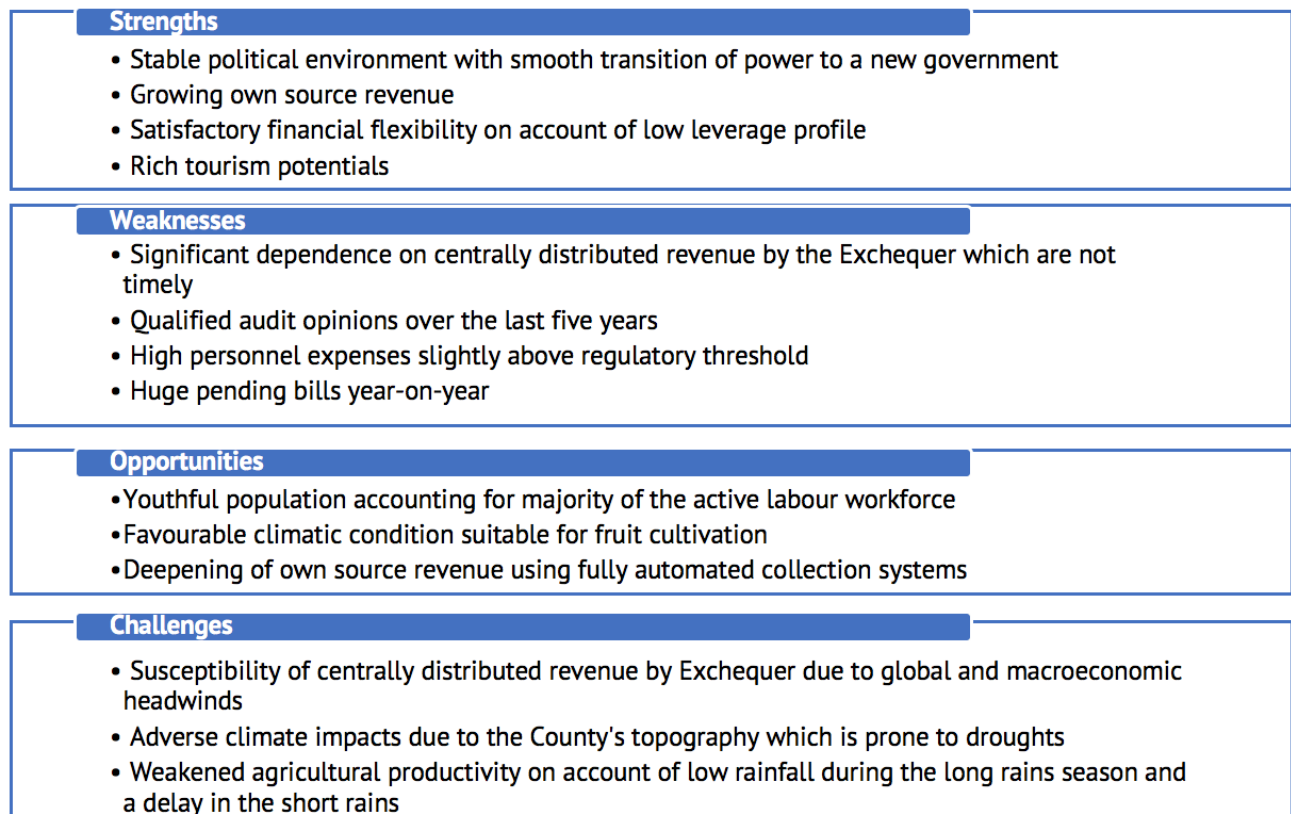 Strengths
• Stable political environment with smooth transition of power to a new government
• Growing own source revenue
• Satisfactory financial flexibility on account of low leverage profile
• Rich tourism potentials
Weaknesses
• Significant dependence on centrally distributed revenue by the Exchequer which are not
timely
• Qualified audit opinions over the last five years
• High personnel expenses slightly above regulatory threshold
• Huge pending bills year-on-year
Opportunities
•Youthful population accounting for majority of the active labour workforce
•Favourable climatic condition suitable for fruit cultivation
•Deepening of own source revenue using fully automated collection systems
Challenges
• Susceptibility of centrally distributed revenue by Exchequer due to global and macroeconomic
headwinds
• Adverse climate impacts due to the County's topography which is prone to droughts
• Weakened agricultural productivity on account of low rainfall during the long rains season and
a delay in the short rains